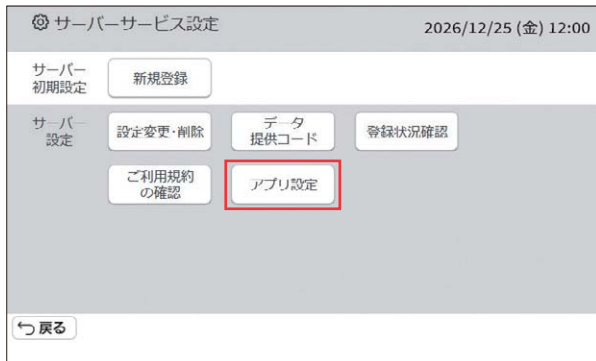 サーバーサービス設定
2026/12/25 (金) 12:00
サーバー
初期設定
新規登録
サーバー
設定
設定変更・削除
データ
提供コード
登録状況確認
ご利用規約
の確認
アプリ設定
戻る